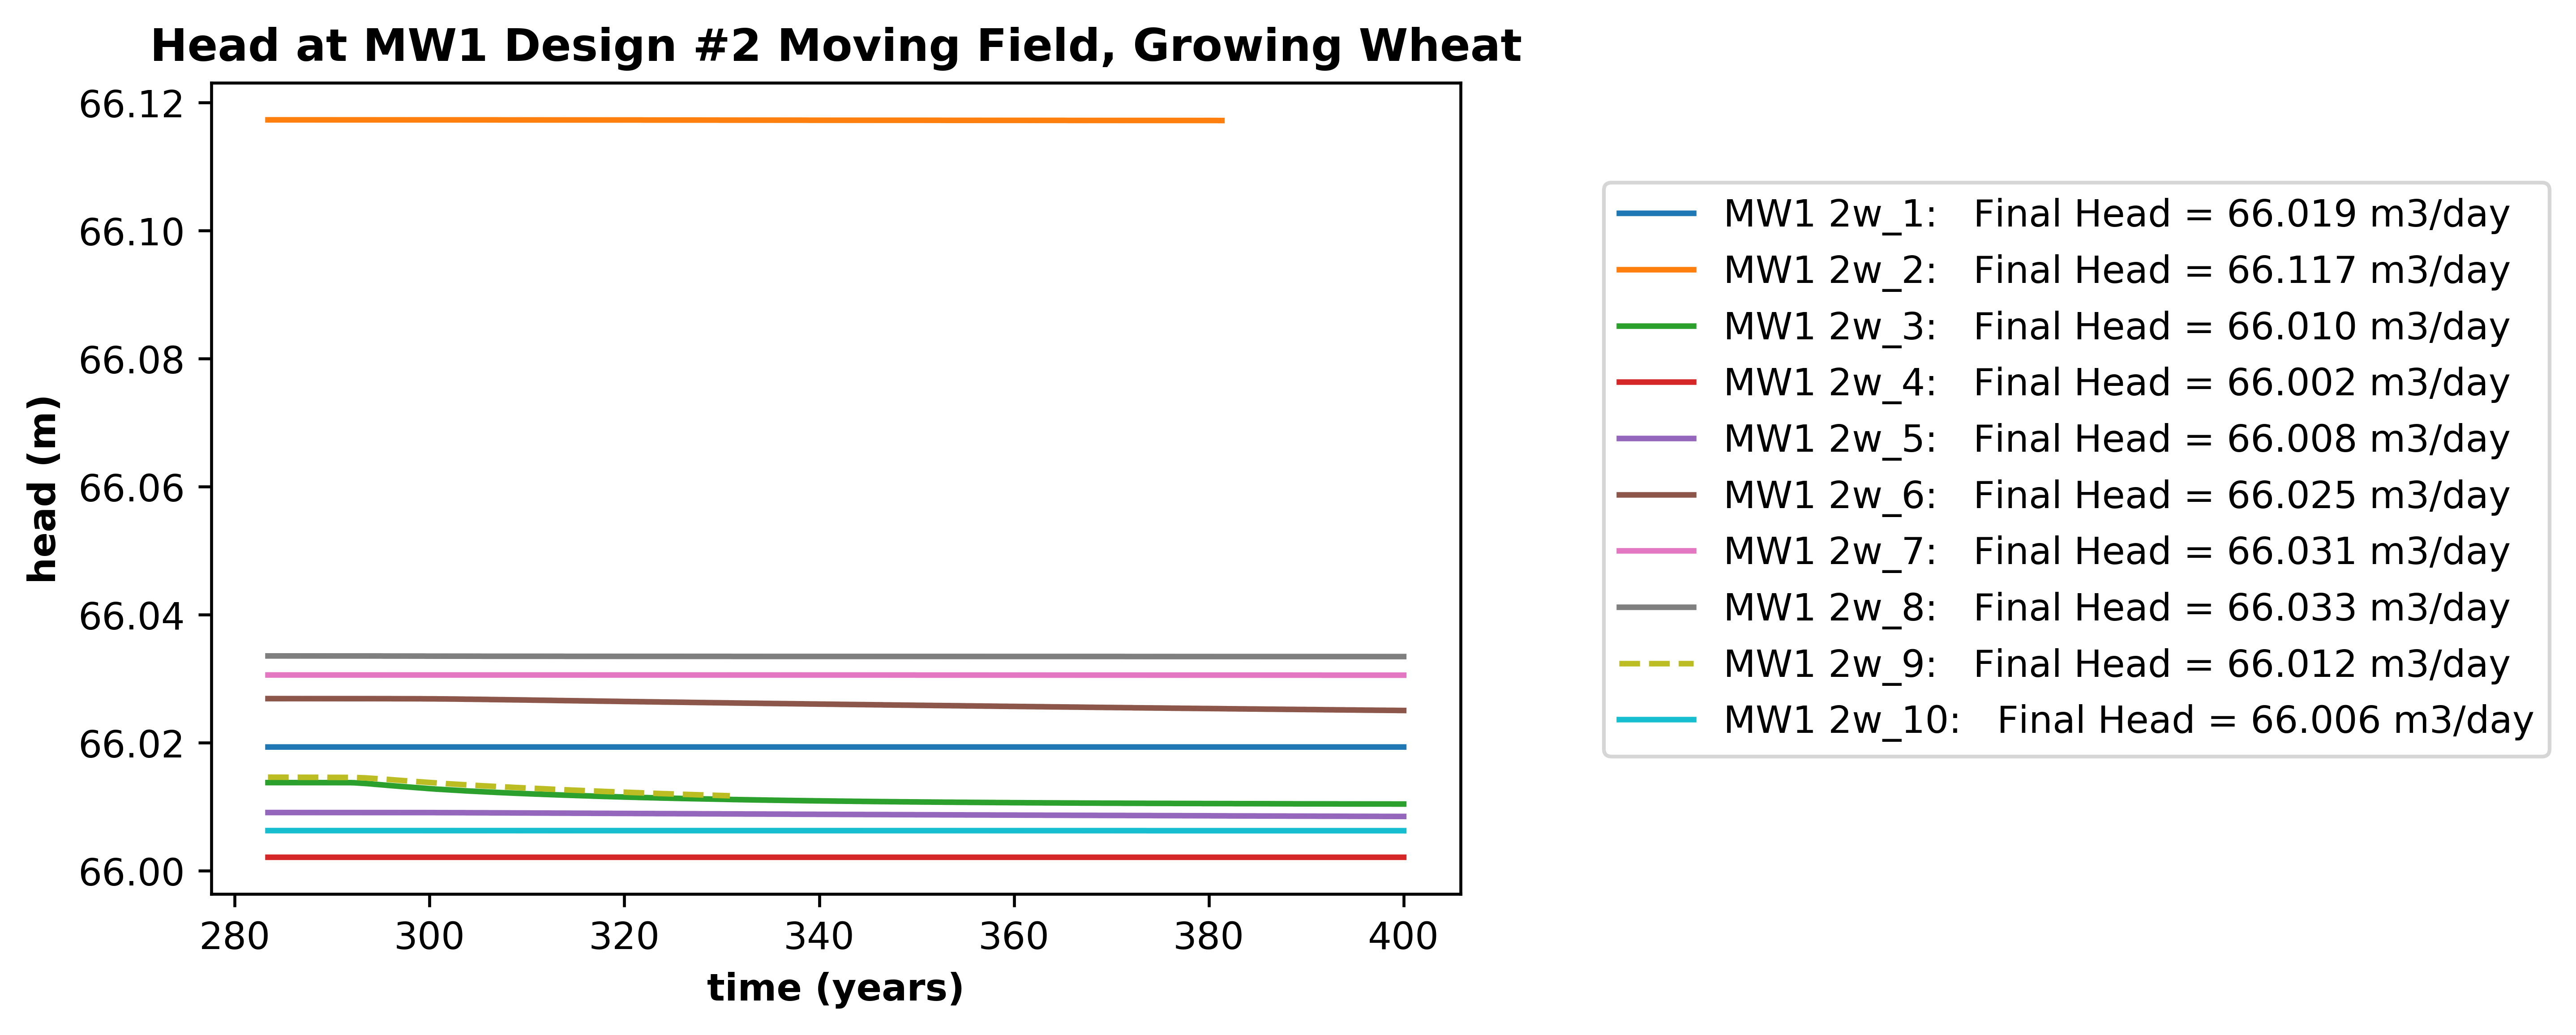 Head at MW1 Design #2 Moving Field, Growing Wheat
66.12
66.10
66.08
66.06
66.04
66.02
66.00
head (m)
280 300 320 340 360 380 400
time (years)
MW1 2w_1: Final Head = 66.019 m3/day
MW1 2w_2: Final Head = 66.117 m3/day
MW1 2w_3: Final Head = 66.010 m3/day
MW1 2w_4: Final Head = 66.002 m3/day
MW1 2w_5: Final Head = 66.008 m3/day
MW1 2w_6: Final Head = 66.025 m3/day
MW1 2w_7: Final Head = 66.031 m3/day
MW1 2w_8: Final Head = 66.033 m3/day
MW1 2w_9: Final Head = 66.012 m3/day
MW1 2w_10: Final Head = 66.006 m3/day